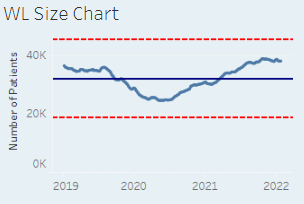 WL Size Chart
Number of Patients
40K
20K
0K
2019 2020 2021 2022